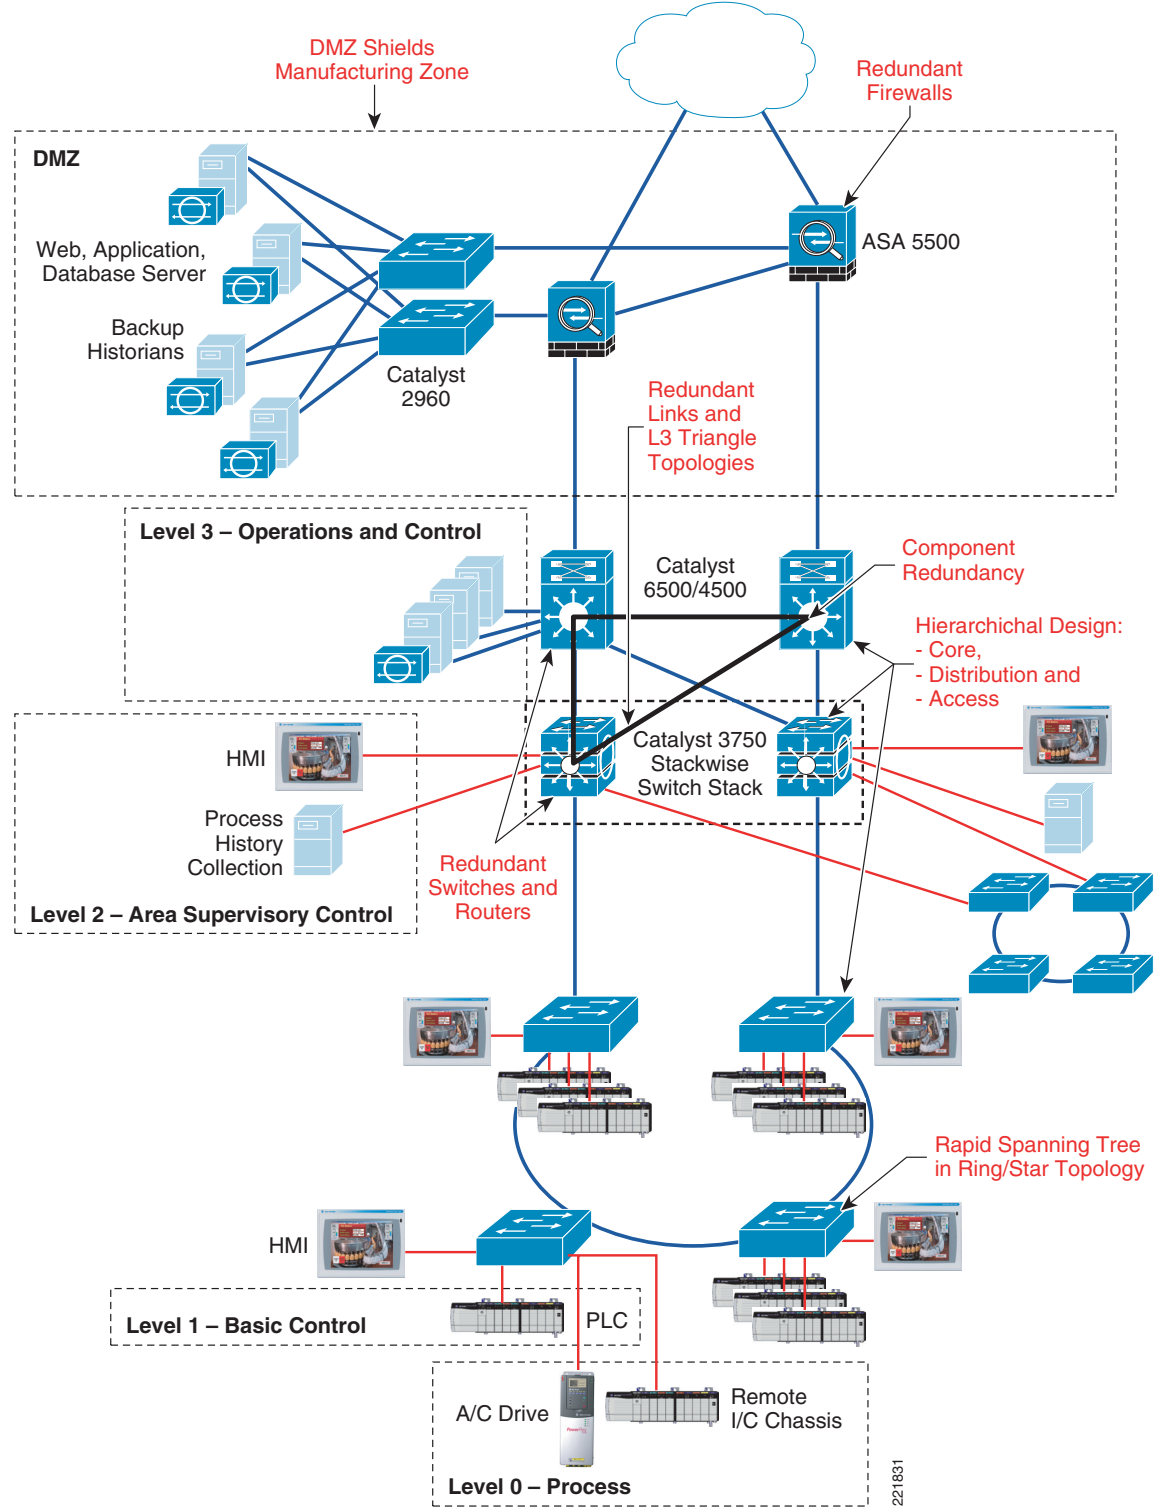 DMZ Shields
Manufacturing Zone
Redundant
Firewalls
DMZ
ASA 5500
Web, Application,
Database Server
Backup
Historians
Catalyst
2960
Redundant
Links and
L3 Triangle
Topologies
Level 3 – Operations and Control
Catalyst
6500/4500
Component
Redundancy
Hierarchichal Design:
- Core,
- Distribution and
- Access
HMI
Catalyst 3750
Stackwise
Switch Stack
Process
History
Collection
Redundant
Switches and
Routers
Level 2 – Area Supervisory Control
Rapid Spanning Tree
in Ring/Star Topology
HMI
PLC
Level 1 – Basic Control
A/C Drive
Remote
I/C Chassis
Level 0 – Process
221831